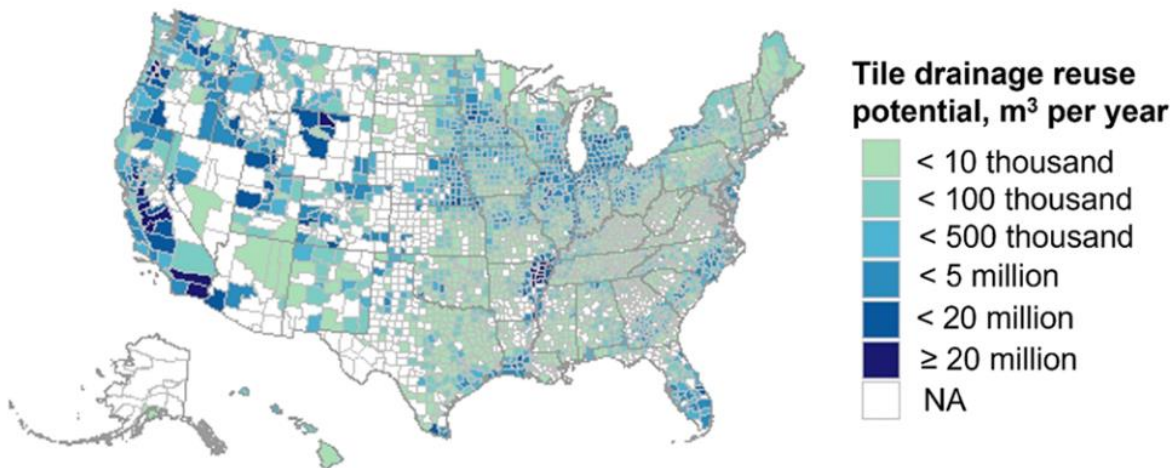 Tile drainage reuse
potential, m³ per year
< 10 thousand
< 100 thousand
< 500 thousand
< 5 million
< 20 million
≥ 20 million
NA